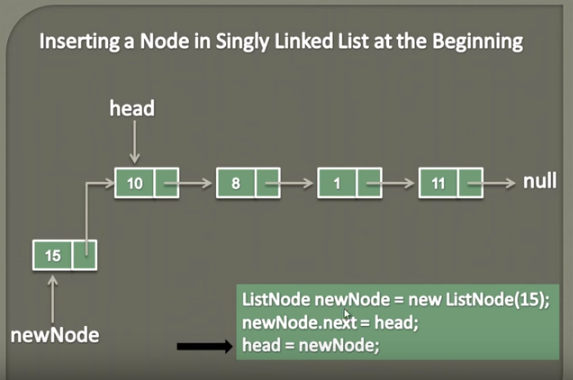 Inserting a Node in Singly Linked List at the Beginning
head
10 8 1 11 null
15
newNode
ListNode newNode = new ListNode(15);
newNode.next = head;
head = newNode;